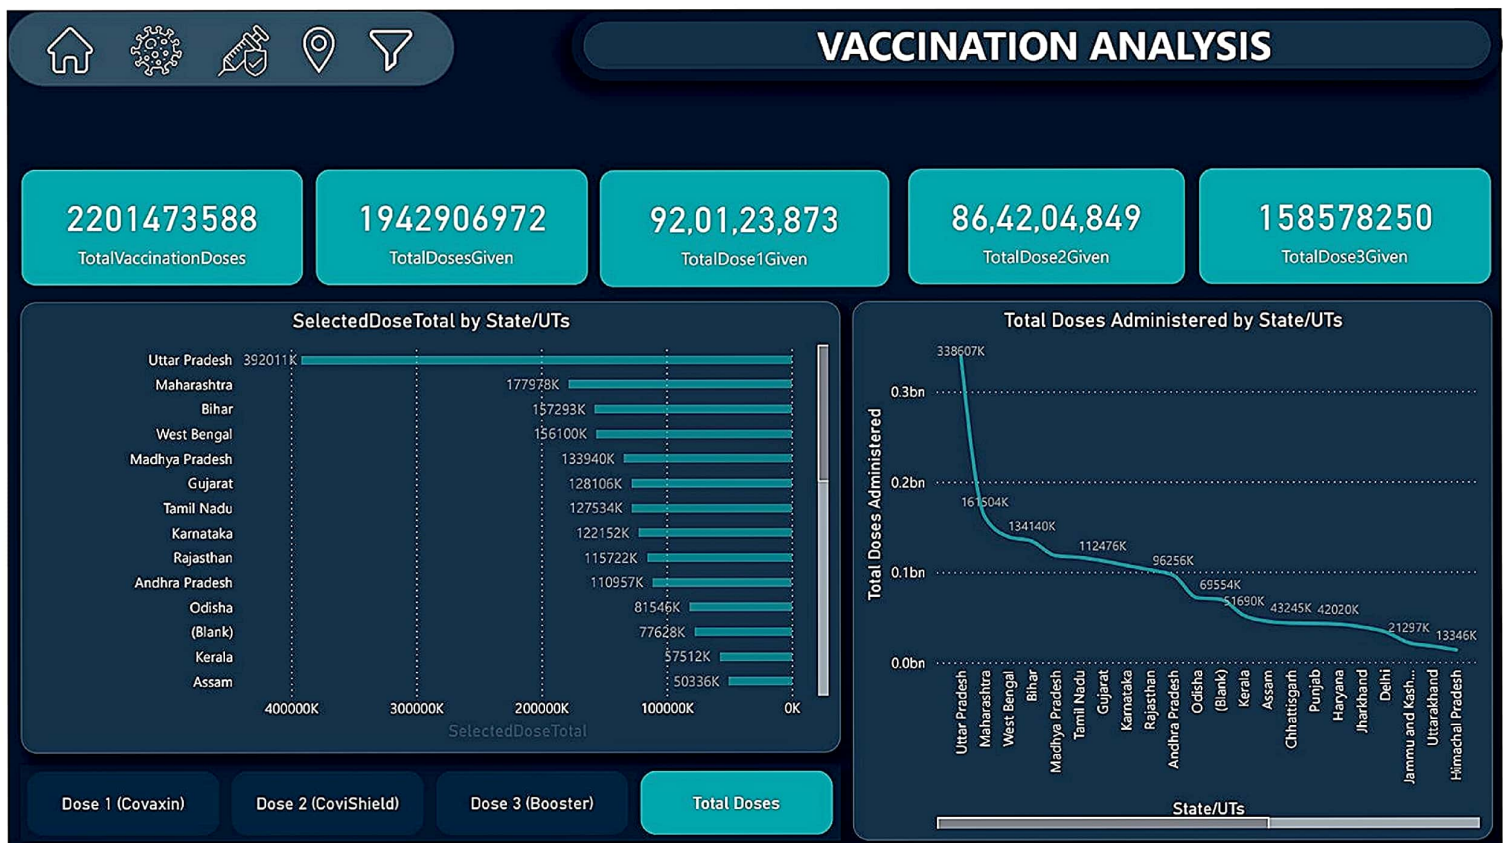 VACCINATION ANALYSIS
2201473588
TotalVaccinationDoses
1942906972
TotalDosesGiven
92,01,23,873
TotalDose1Given
86,42,04,849
TotalDose2Given
158578250
TotalDose3Given
SelectedDoseTotal by State/UTs
Uttar Pradesh 392011K
Maharashtra 177978K
Bihar 157293K
West Bengal 156100K
Madhya Pradesh 133940K
Gujarat 128106K
Tamil Nadu 127534K
Karnataka 122152K
Rajasthan 115722K
Andhra Pradesh 110957K
Odisha 81546K
(Blank) 77628K
Kerala 57512K
Assam 50336K
400000K 300000K 200000K 100000K 0K
SelectedDoseTotal
Dose 1 (Covaxin)
Dose 2 (CoviShield)
Dose 3 (Booster)
Total Doses
Total Doses Administered by State/UTs
Total Doses Administered
0.3bn
0.2bn
0.1bn
0.0bn
338607K
161504K
134140K
112476K
96256K
69554K
51690K
43245K
42020K
21297K
13346K
Uttar Pradesh
Maharashtra
West Bengal
Bihar
Madhya Pradesh
Tamil Nadu
Gujarat
Karnataka
Rajasthan
Andhra Pradesh
Odisha
(Blank)
Kerala
Assam
Chhattisgarh
Punjab
Haryana
Jharkhand
Delhi
Jammu and Kash...
Uttarakhand
Himachal Pradesh
State/UTs